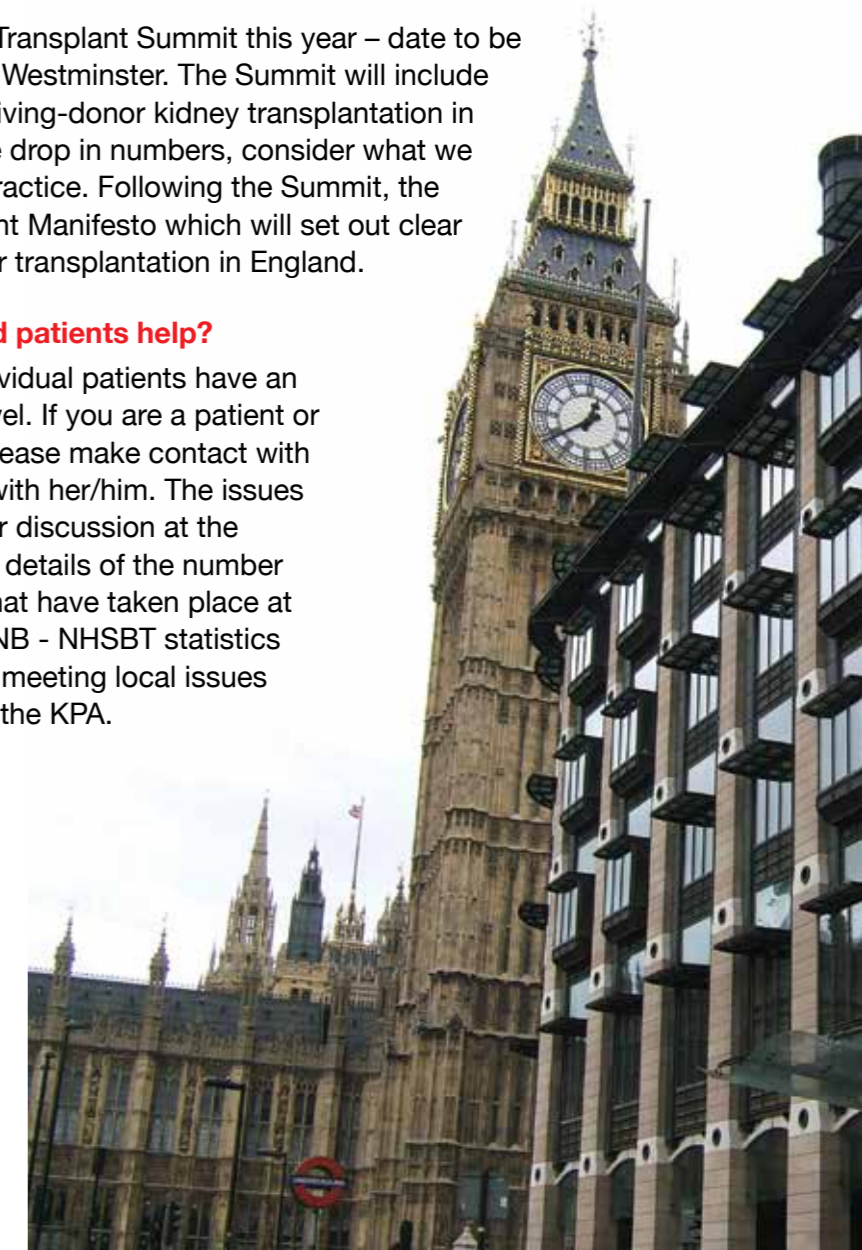 Transplant Summit this year – date to be
Westminster. The Summit will include
iving-donor kidney transplantation in
e drop in numbers, consider what we
ractice. Following the Summit, the
nt Manifesto which will set out clear
r transplantation in England.
d patients help?
vidual patients have an
vel. If you are a patient or
lease make contact with
with her/him. The issues
r discussion at the
details of the number
hat have taken place at
NB - NHSBT statistics
meeting local issues
the KPA.
UNDERGROUND